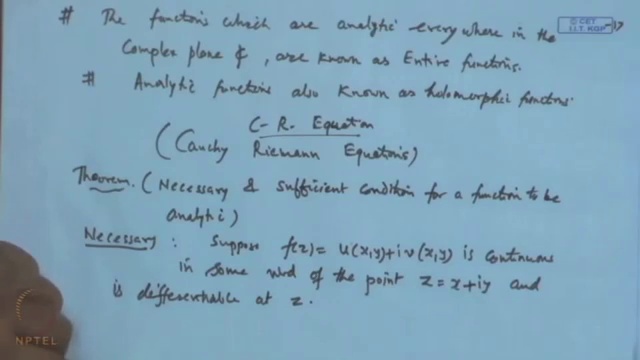 # The functions which are analytic every where in the
Complex plane ₵, are known as Entire functions.
# Analytic functions also known as holomorphic functions.
C-R. Equation
(Cauchy Riemann Equations)
Theorem. (Necessary & sufficient condition for a function to be
analytic)
Necessary : Suppose f(z) = u(x,y)+i v(x,y) is continuous
in some nbd of the point z = x+iy and
is differentiable at z.
© CET
I.I.T. KGP
NPTEL